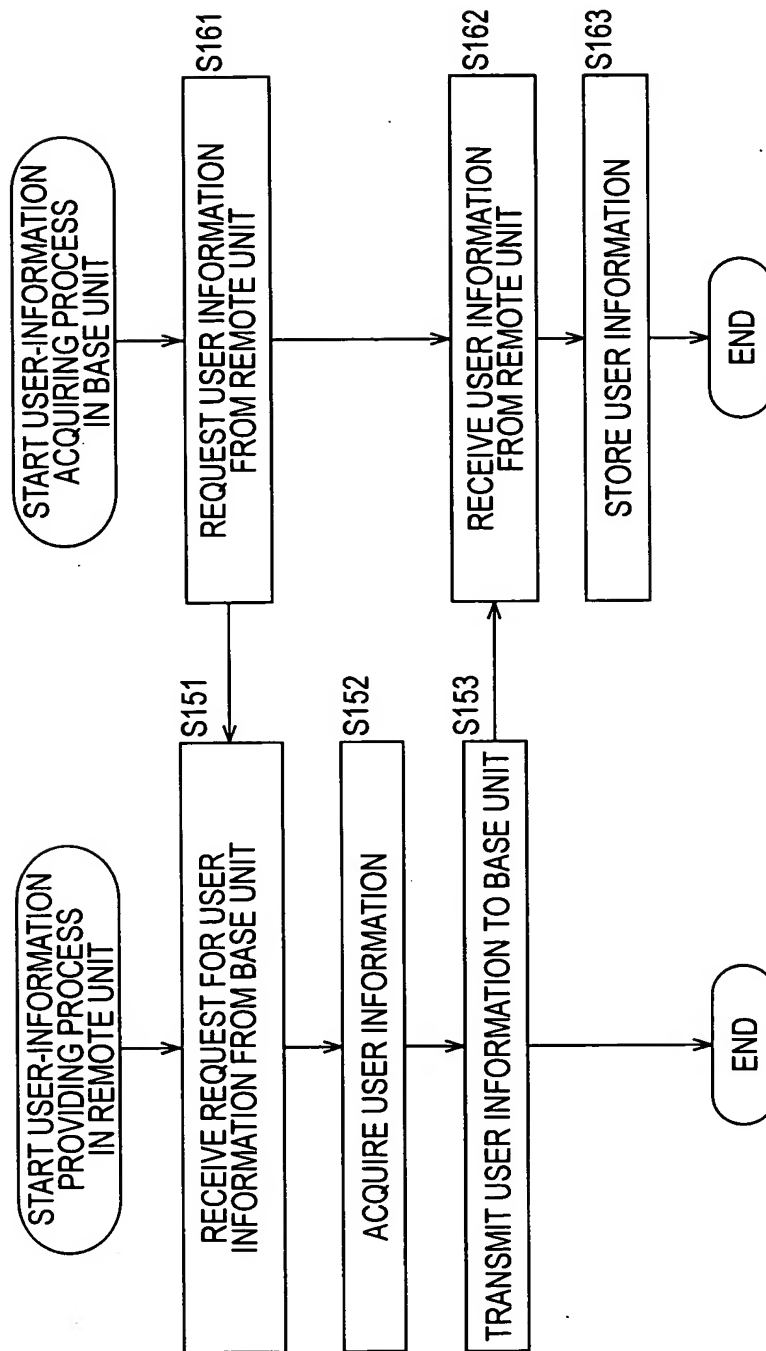 START USER-INFORMATION
PROVIDING PROCESS
IN REMOTE UNIT
S151
RECEIVE REQUEST FOR USER
INFORMATION FROM BASE UNIT
S152
ACQUIRE USER INFORMATION
S153
TRANSMIT USER INFORMATION TO BASE UNIT
END
START USER-INFORMATION
ACQUIRING PROCESS
IN BASE UNIT
S161
REQUEST USER INFORMATION
FROM REMOTE UNIT
S162
RECEIVE USER INFORMATION
FROM REMOTE UNIT
S163
STORE USER INFORMATION
END